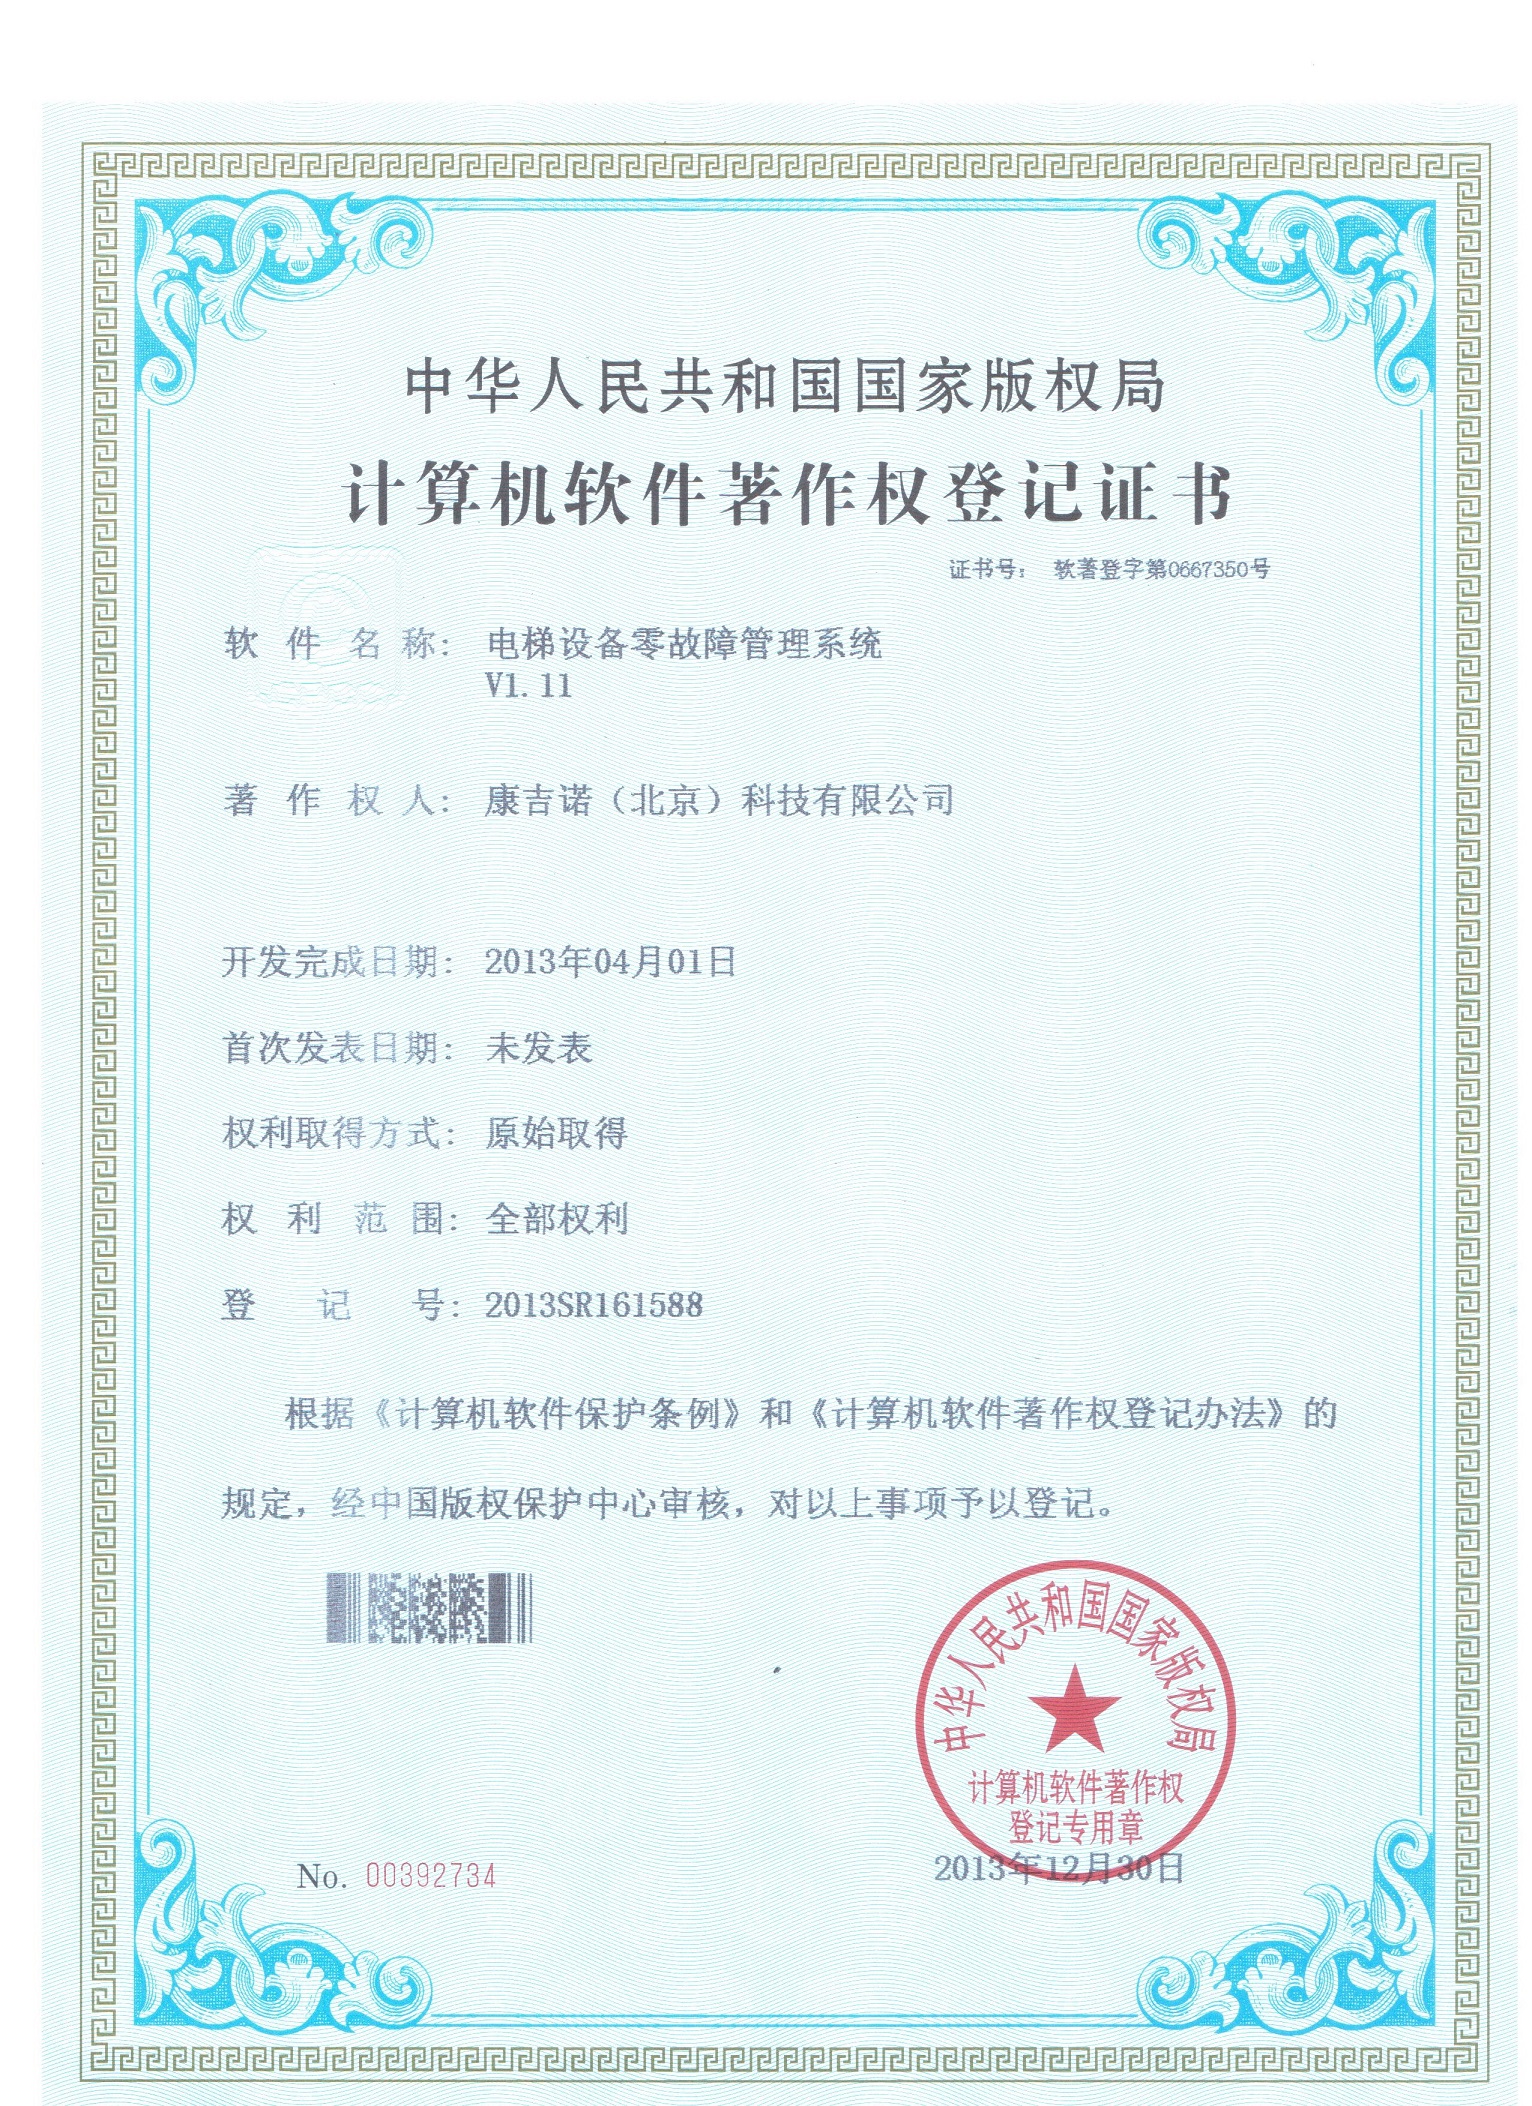 中华人民共和国国家版权局
计算机软件著作权登记证书
证书号： 软著登字第0667350号
软件名称： 电梯设备零故障管理系统
V1.11
著作权人： 康吉诺（北京）科技有限公司
开发完成日期： 2013年04月01日
首次发表日期： 未发表
权利取得方式： 原始取得
权利范围： 全部权利
登记号： 2013SR161588
根据《计算机软件保护条例》和《计算机软件著作权登记办法》的
规定，经中国版权保护中心审核，对以上事项予以登记。
中华人民共和国国家版权局
计算机软件著作权
登记专用章
No. 00392734
2013年12月30日